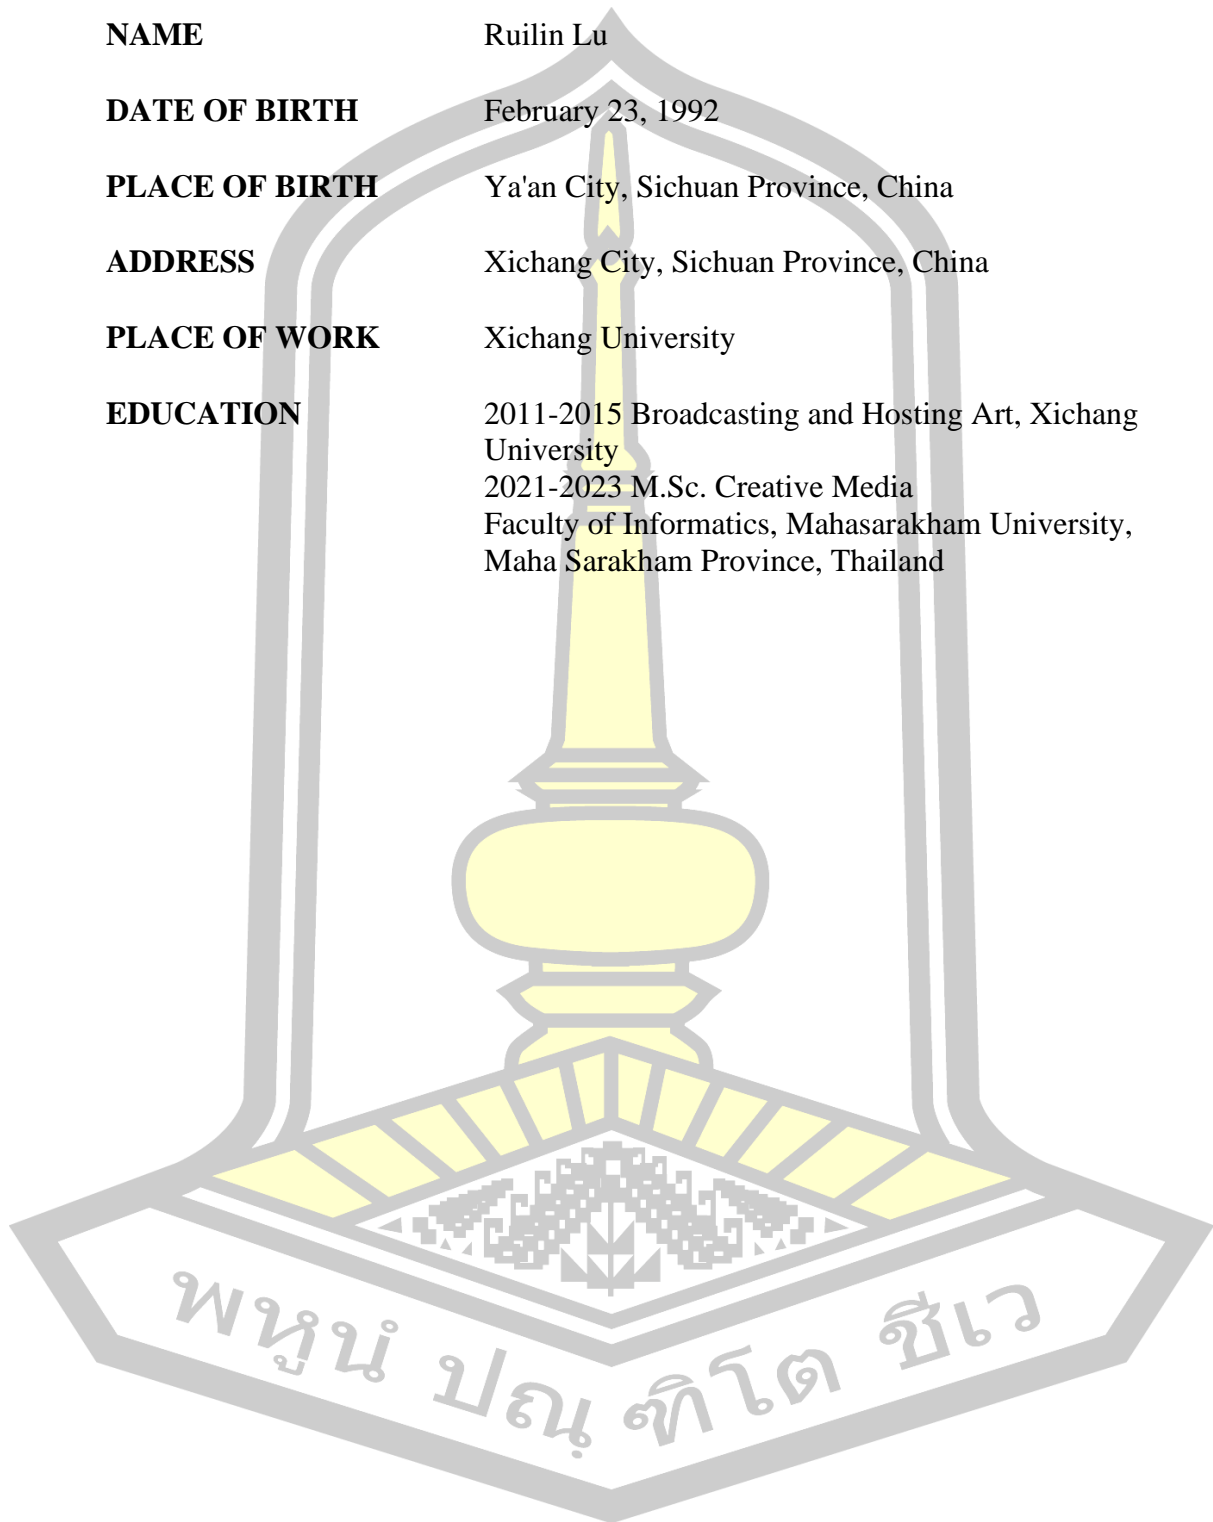 NAME Ruilin Lu
DATE OF BIRTH February 23, 1992
PLACE OF BIRTH Ya'an City, Sichuan Province, China
ADDRESS Xichang City, Sichuan Province, China
PLACE OF WORK Xichang University
EDUCATION 2011-2015 Broadcasting and Hosting Art, Xichang
University
2021-2023 M.Sc. Creative Media
Faculty of Informatics, Mahasarakham University,
Maha Sarakham Province, Thailand
พหูนํ ปณฺ ฑิโต ชีเว